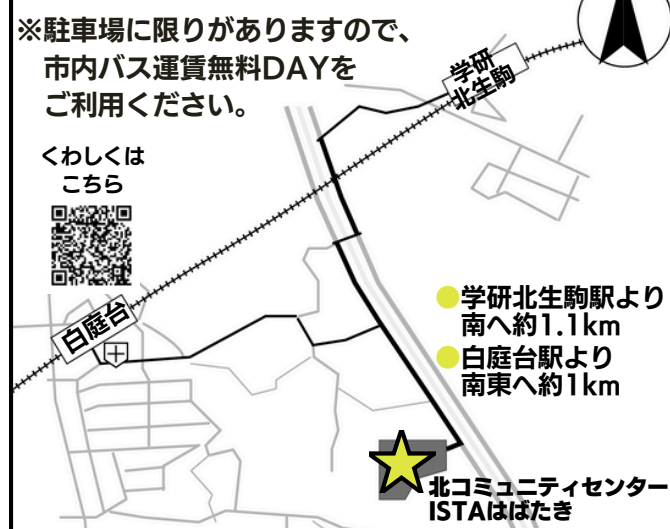 ※駐車場に限りがありますので、
市内バス運賃無料DAYを
ご利用ください。
くわしくは
こちら
学研
北生駒
白庭台
●学研北生駒駅より
南へ約1.1km
●白庭台駅より
南東へ約1km
北コミュニティセンター
ISTAはばたき